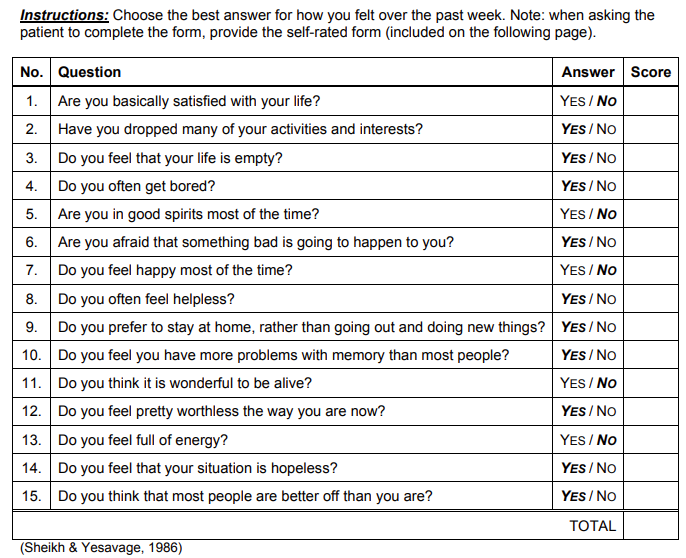 Instructions: Choose the best answer for how you felt over the past week. Note: when asking the
patient to complete the form, provide the self-rated form (included on the following page).
No. Question Answer Score
1. Are you basically satisfied with your life? YES / NO
2. Have you dropped many of your activities and interests? YES / NO
3. Do you feel that your life is empty? YES / NO
4. Do you often get bored? YES / NO
5. Are you in good spirits most of the time? YES / NO
6. Are you afraid that something bad is going to happen to you? YES / NO
7. Do you feel happy most of the time? YES / NO
8. Do you often feel helpless? YES / NO
9. Do you prefer to stay at home, rather than going out and doing new things? YES / NO
10. Do you feel you have more problems with memory than most people? YES / NO
11. Do you think it is wonderful to be alive? YES / NO
12. Do you feel pretty worthless the way you are now? YES / NO
13. Do you feel full of energy? YES / NO
14. Do you feel that your situation is hopeless? YES / NO
15. Do you think that most people are better off than you are? YES / NO
TOTAL
(Sheikh & Yesavage, 1986)